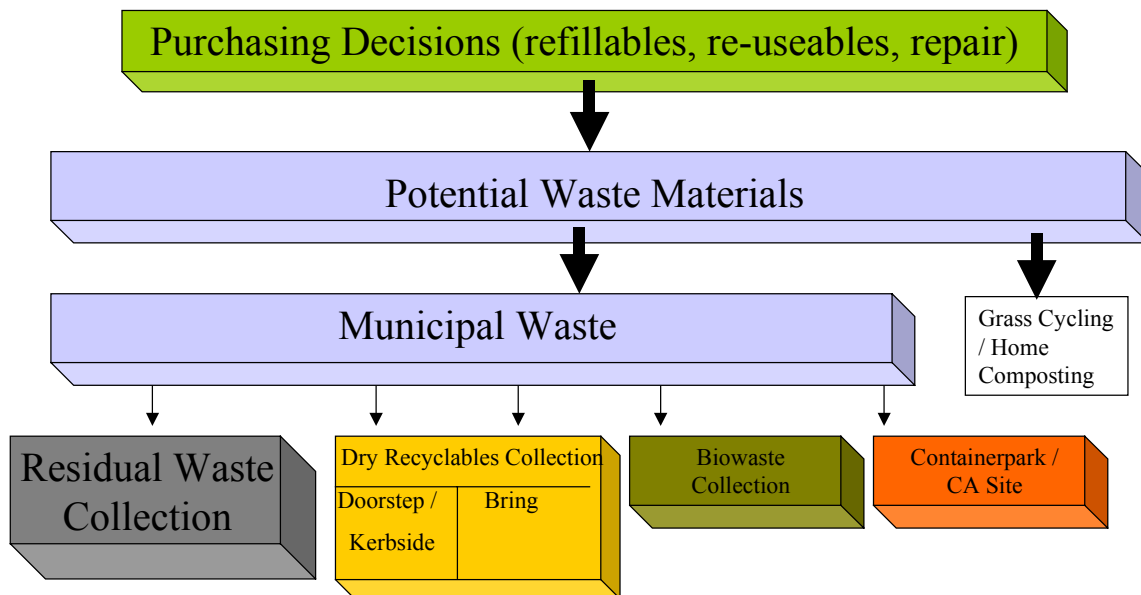 Purchasing Decisions (refillables, re-useables, repair)
Potential Waste Materials
Municipal Waste
Grass Cycling
/ Home
Composting
Residual Waste
Collection
Dry Recyclables Collection
Doorstep /
Kerbside
Bring
Biowaste
Collection
Containerpark /
CA Site